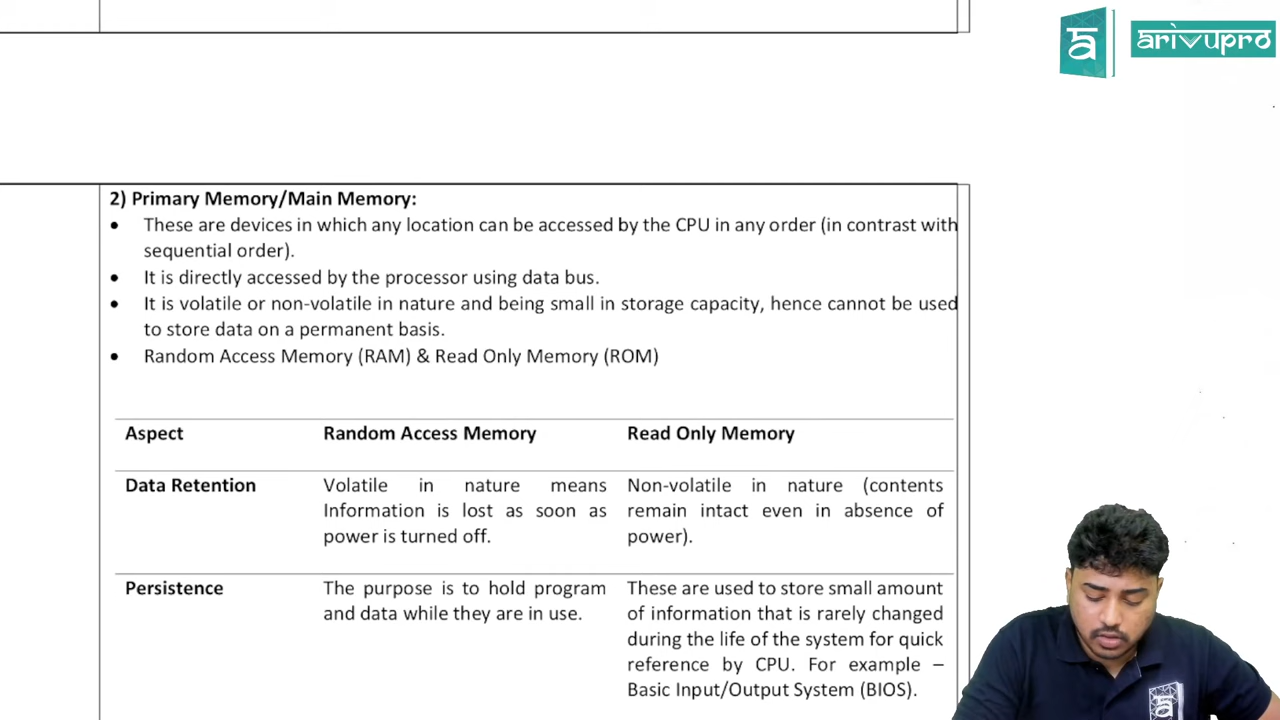 a arivupro
2) Primary Memory/Main Memory:
• These are devices in which any location can be accessed by the CPU in any order (in contrast with
sequential order).
• It is directly accessed by the processor using data bus.
• It is volatile or non-volatile in nature and being small in storage capacity, hence cannot be used
to store data on a permanent basis.
• Random Access Memory (RAM) & Read Only Memory (ROM)
Aspect Random Access Memory Read Only Memory
Data Retention Volatile in nature means Non-volatile in nature (contents
Information is lost as soon as remain intact even in absence of
power is turned off. power).
Persistence The purpose is to hold program These are used to store small amount
and data while they are in use. of information that is rarely changed
during the life of the system for quick
reference by CPU. For example –
Basic Input/Output System (BIOS).